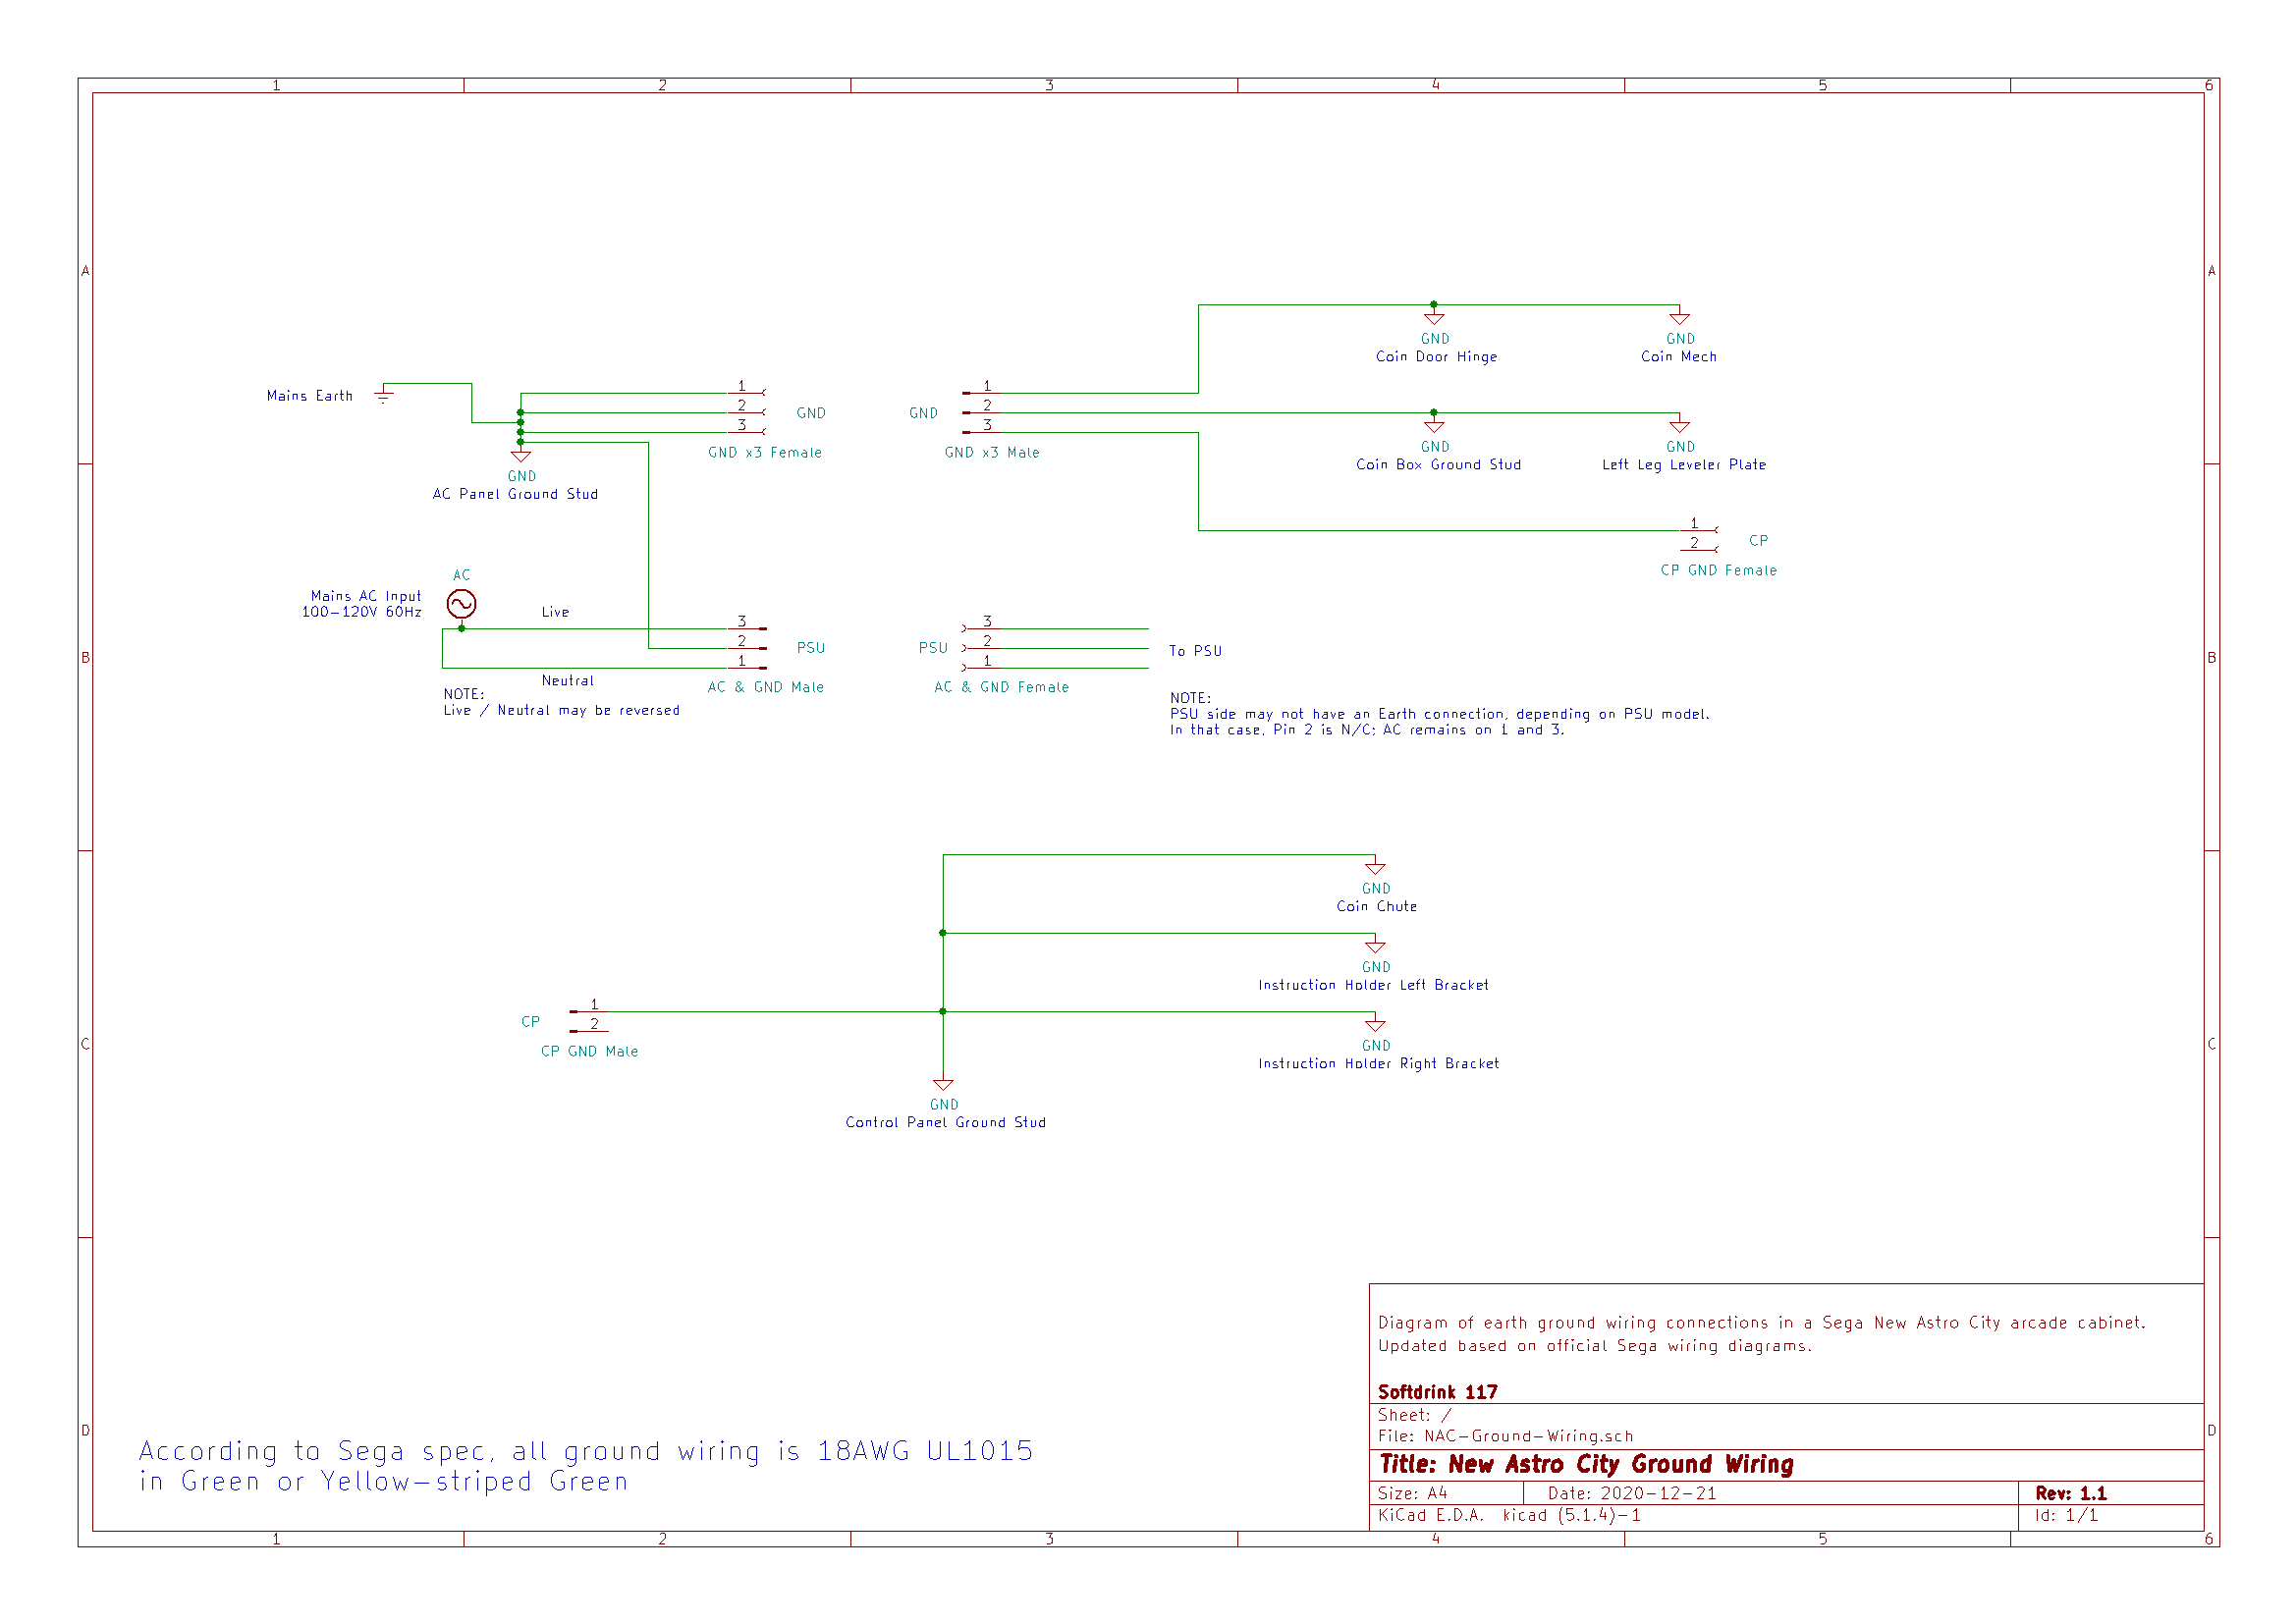 1 2 3 4 5 6
A A
Mains Earth
1
2
3
GND
GND x3 Female
GND
AC Panel Ground Stud
1
2
3
GND
GND x3 Male
GND
Coin Door Hinge
GND
Coin Mech
GND
Coin Box Ground Stud
GND
Left Leg Leveler Plate
1
2
CP
CP GND Female
B B
AC
Mains AC Input
100-120V 60Hz
Live
Neutral
3
2
1
PSU
AC & GND Male
NOTE:
Live / Neutral may be reversed
3
2
1
PSU
AC & GND Female
To PSU
NOTE:
PSU side may not have an Earth connection, depending on PSU model.
In that case, Pin 2 is N/C; AC remains on 1 and 3.
C C
GND
Coin Chute
GND
Instruction Holder Left Bracket
1
2
CP
CP GND Male
GND
Instruction Holder Right Bracket
GND
Control Panel Ground Stud
D D
According to Sega spec, all ground wiring is 18AWG UL1015
in Green or Yellow-striped Green
Diagram of earth ground wiring connections in a Sega New Astro City arcade cabinet.
Updated based on official Sega wiring diagrams.
Softdrink 117
Sheet: /
File: NAC-Ground-Wiring.sch
Title: New Astro City Ground Wiring
Size: A4 Date: 2020-12-21 Rev: 1.1
KiCad E.D.A. kicad (5.1.4)-1 Id: 1/1
1 2 3 4 5 6